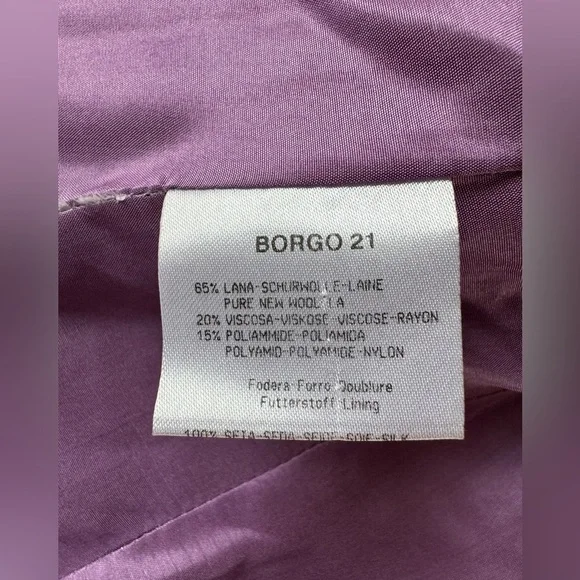 BORGO 21
65% LANA-SCHURWOLLE-LAINE
PURE NEW WOOL LA
20% VISCOSA-VISKOSE VISCOSE-RAYON
15% POLIAMMIDE-POLIAMIDA
POLYAMID-POLYAMIDE-NYLON
Fodera Forro Doublure
Futterstoff Lining
100% SETA-SEDA-SEIDE-SOIE-SILK